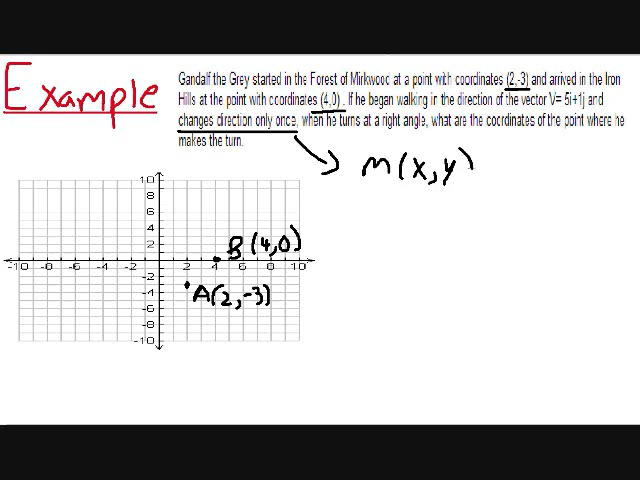 Example
Gandalf the Grey started in the Forest of Mirkwood at a point with coordinates (2,-3) and arrived in the Iron
Hills at the point with coordinates (4,0) . If he began walking in the direction of the vector V= 5i+1j and
changes direction only once, when he turns at a right angle, what are the coordinates of the point where he
makes the turn.
M(x,y)
10
8
6
4
2
B(4,0)
-10 -8 -6 -4 -2 2 4 6 8 10
-2
A(2,-3)
-4
-6
-8
-10